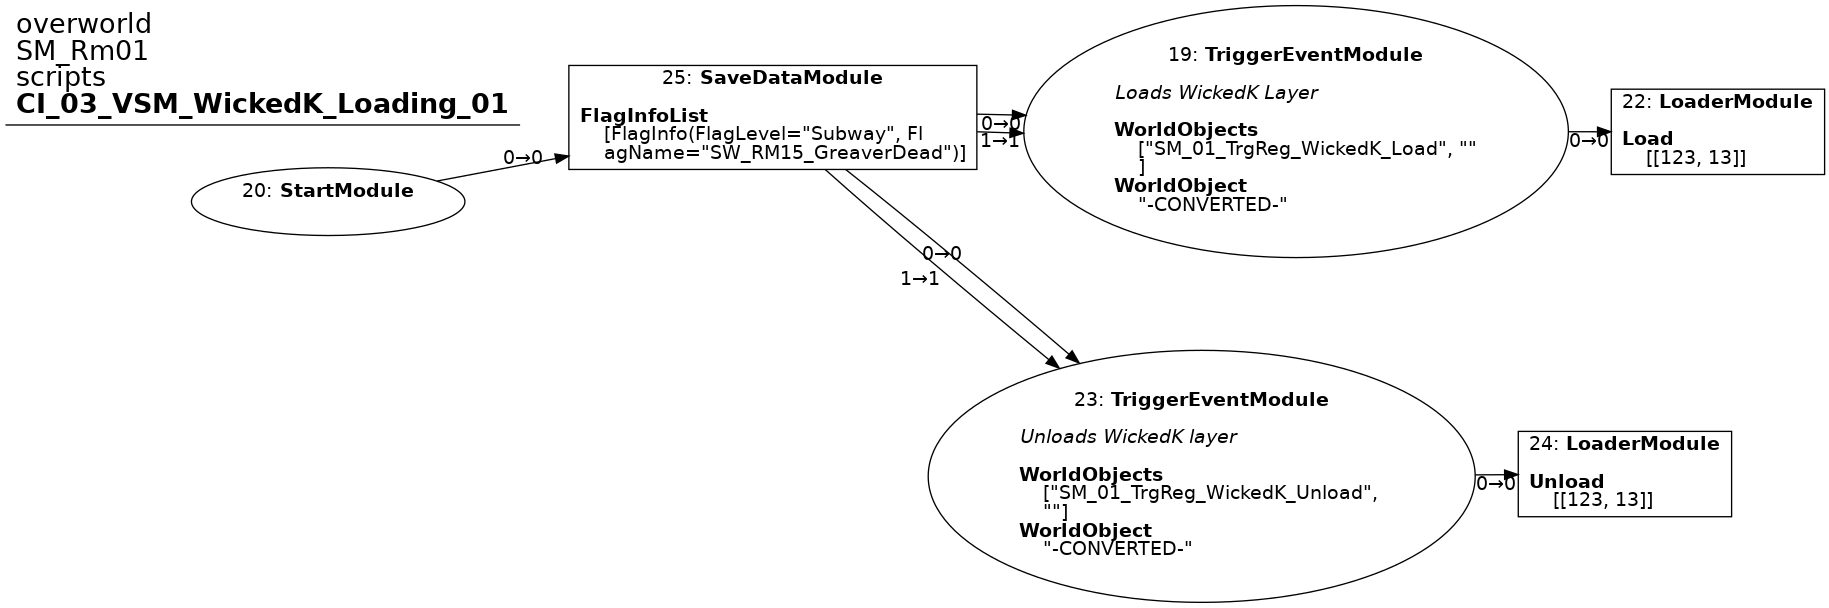 overworld
SM_Rm01
scripts
CI_03_VSM_WickedK_Loading_01
20: StartModule
0→0
25: SaveDataModule
FlagInfoList
[FlagInfo(FlagLevel="Subway", Fl
agName="SW_RM15_GreaverDead")]
0→0
1→1
19: TriggerEventModule
Loads WickedK Layer
WorldObjects
["SM_01_TrgReg_WickedK_Load", ""
]
WorldObject
"-CONVERTED-"
0→0
22: LoaderModule
Load
[[123, 13]]
0→0
1→1
23: TriggerEventModule
Unloads WickedK layer
WorldObjects
["SM_01_TrgReg_WickedK_Unload",
""]
WorldObject
"-CONVERTED-"
0→0
24: LoaderModule
Unload
[[123, 13]]